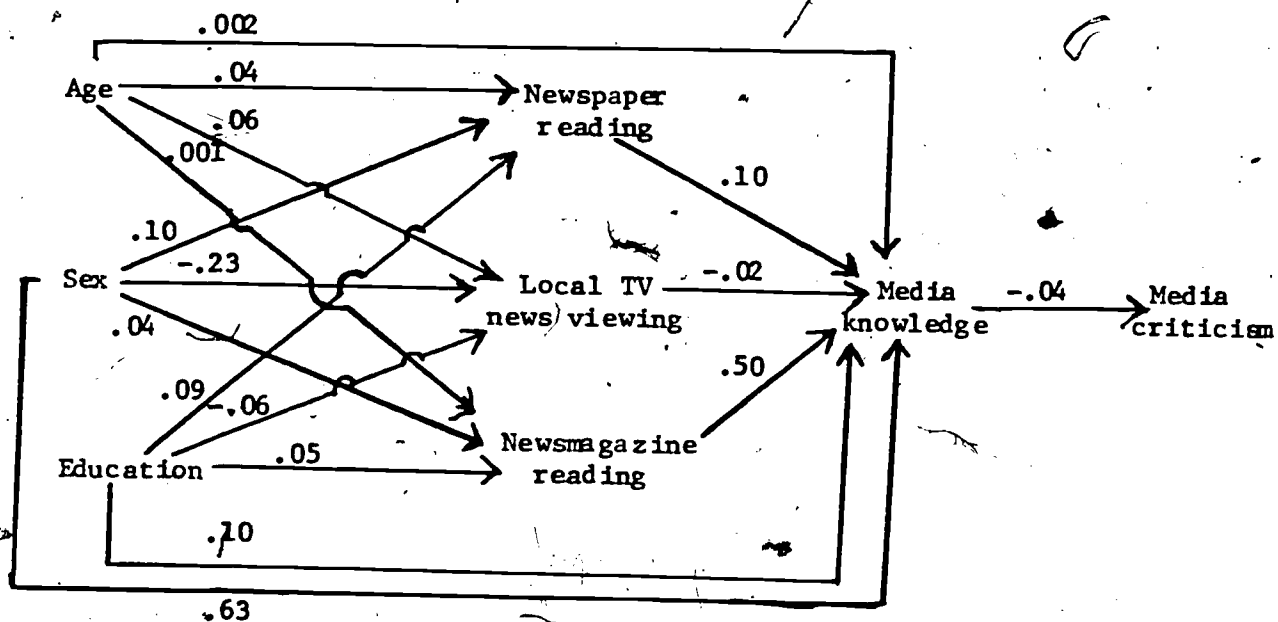 .002
Age
.04
Newspaper
reading
.06
.001
.10
.10
Sex
-.23
Local TV
news viewing
-.02
Media
knowledge
-.04
Media
criticism
.04
.50
.09
-.06
Newsmagazine
reading
Education
.05
.10
.63